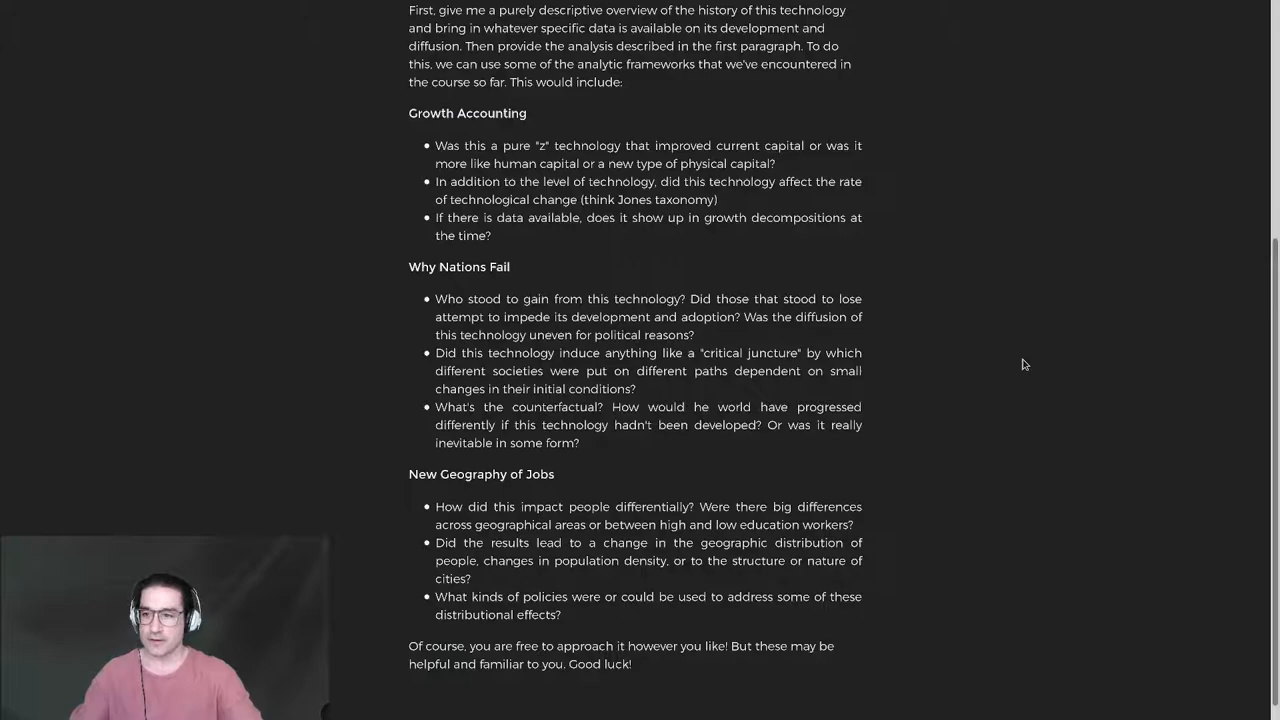 First, give me a purely descriptive overview of the history of this technology
and bring in whatever specific data is available on its development and
diffusion. Then provide the analysis described in the first paragraph. To do
this, we can use some of the analytic frameworks that we've encountered in
the course so far. This would include:
Growth Accounting
• Was this a pure "z" technology that improved current capital or was it
more like human capital or a new type of physical capital?
• In addition to the level of technology, did this technology affect the rate
of technological change (think Jones taxonomy)
• If there is data available, does it show up in growth decompositions at
the time?
Why Nations Fail
• Who stood to gain from this technology? Did those that stood to lose
attempt to impede its development and adoption? Was the diffusion of
this technology uneven for political reasons?
• Did this technology induce anything like a "critical juncture" by which
different societies were put on different paths dependent on small
changes in their initial conditions?
• What's the counterfactual? How would he world have progressed
differently if this technology hadn't been developed? Or was it really
inevitable in some form?
New Geography of Jobs
• How did this impact people differentially? Were there big differences
across geographical areas or between high and low education workers?
• Did the results lead to a change in the geographic distribution of
people, changes in population density, or to the structure or nature of
cities?
• What kinds of policies were or could be used to address some of these
distributional effects?
Of course, you are free to approach it however you like! But these may be
helpful and familiar to you. Good luck!